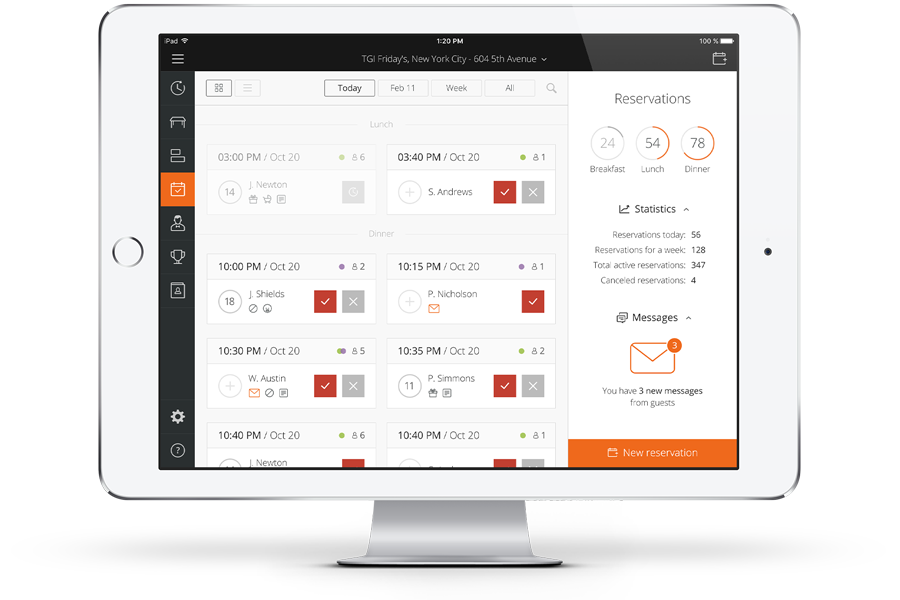 iPad 1:20 PM 100 %
TGI Friday's, New York City - 604 5th Avenue
Today Feb 11 Week All
Lunch
03:00 PM / Oct 20 6
14 J. Newton
03:40 PM / Oct 20 1
S. Andrews
Dinner
10:00 PM / Oct 20 2
18 J. Shields
10:15 PM / Oct 20 1
P. Nicholson
10:30 PM / Oct 20 5
W. Austin
10:35 PM / Oct 20 2
11 P. Simmons
10:40 PM / Oct 20 6
J. Newton
10:40 PM / Oct 20 1
Reservations
24 54 78
Breakfast Lunch Dinner
Statistics
Reservations today: 56
Reservations for a week: 128
Total active reservations: 347
Canceled reservations: 4
Messages
3
You have 3 new messages
from guests
New reservation
?